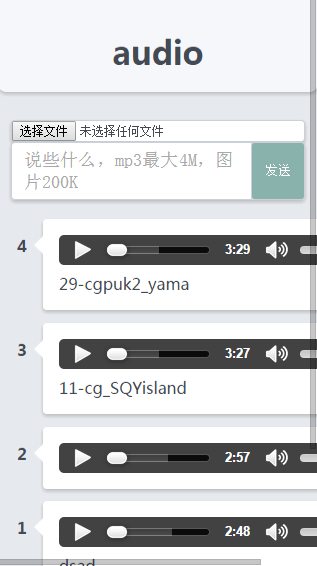 audio
选择文件 未选择任何文件
说些什么，mp3最大4M，图
片200K
发送
4
3:29
29-cgpuk2_yama
3
3:27
11-cg_SQYisland
2
2:57
1
2:48
dsad